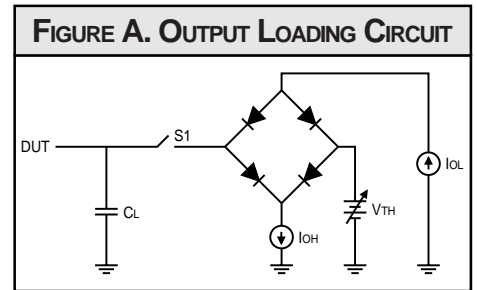 FIGURE A. OUTPUT LOADING CIRCUIT
DUT
S1
IOL
CL
VTH
IOH